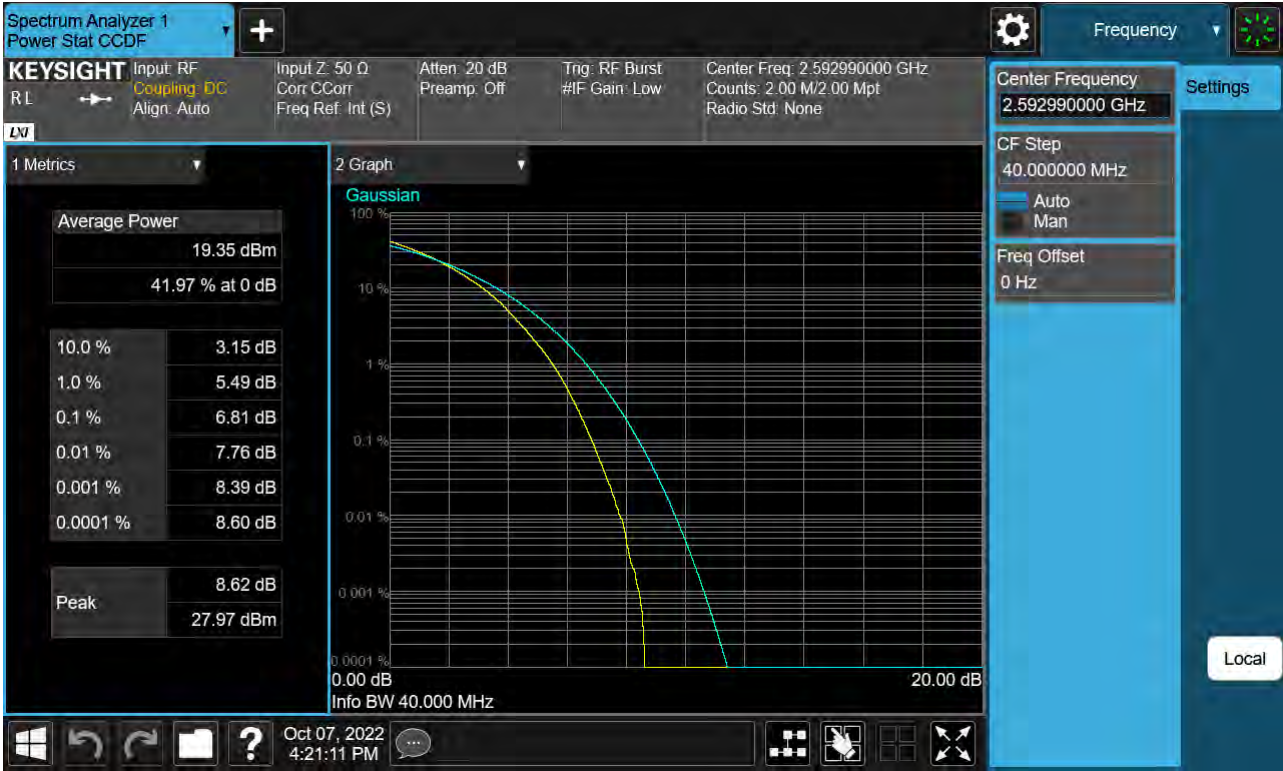 Spectrum Analyzer 1
Power Stat CCDF
Frequency
KEYSIGHT
R L
LXI
Input: RF
Coupling: DC
Align: Auto
Input Z: 50 Ω
Corr CCorr
Freq Ref: Int (S)
Atten: 20 dB
Preamp: Off
Trig: RF Burst
#IF Gain: Low
Center Freq: 2.592990000 GHz
Counts: 2.00 M/2.00 Mpt
Radio Std: None
Center Frequency
2.592990000 GHz
Settings
CF Step
40.000000 MHz
Auto
Man
Freq Offset
0 Hz
1 Metrics
Average Power
19.35 dBm
41.97 % at 0 dB
10.0 % 3.15 dB
1.0 % 5.49 dB
0.1 % 6.81 dB
0.01 % 7.76 dB
0.001 % 8.39 dB
0.0001 % 8.60 dB
Peak
8.62 dB
27.97 dBm
2 Graph
Gaussian
100 %
10 %
1 %
0.1 %
0.01 %
0.001 %
0.0001 %
0.00 dB 20.00 dB
Info BW 40.000 MHz
Local
Oct 07, 2022
4:21:11 PM